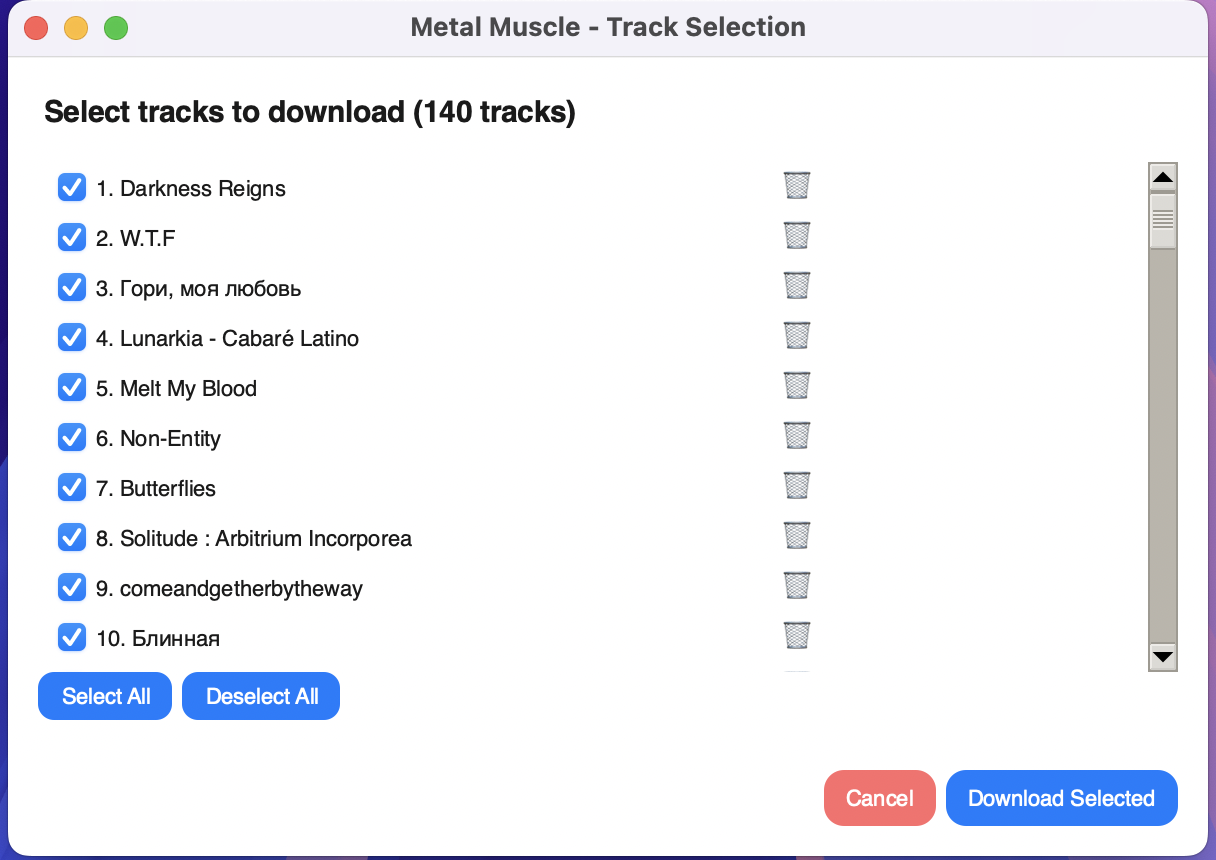 Metal Muscle - Track Selection
Select tracks to download (140 tracks)
1. Darkness Reigns
2. W.T.F
3. Гори, моя любовь
4. Lunarkia - Cabaré Latino
5. Melt My Blood
6. Non-Entity
7. Butterflies
8. Solitude : Arbitrium Incorporea
9. comeandgetherbytheway
10. Блинная
Select All
Deselect All
Cancel
Download Selected